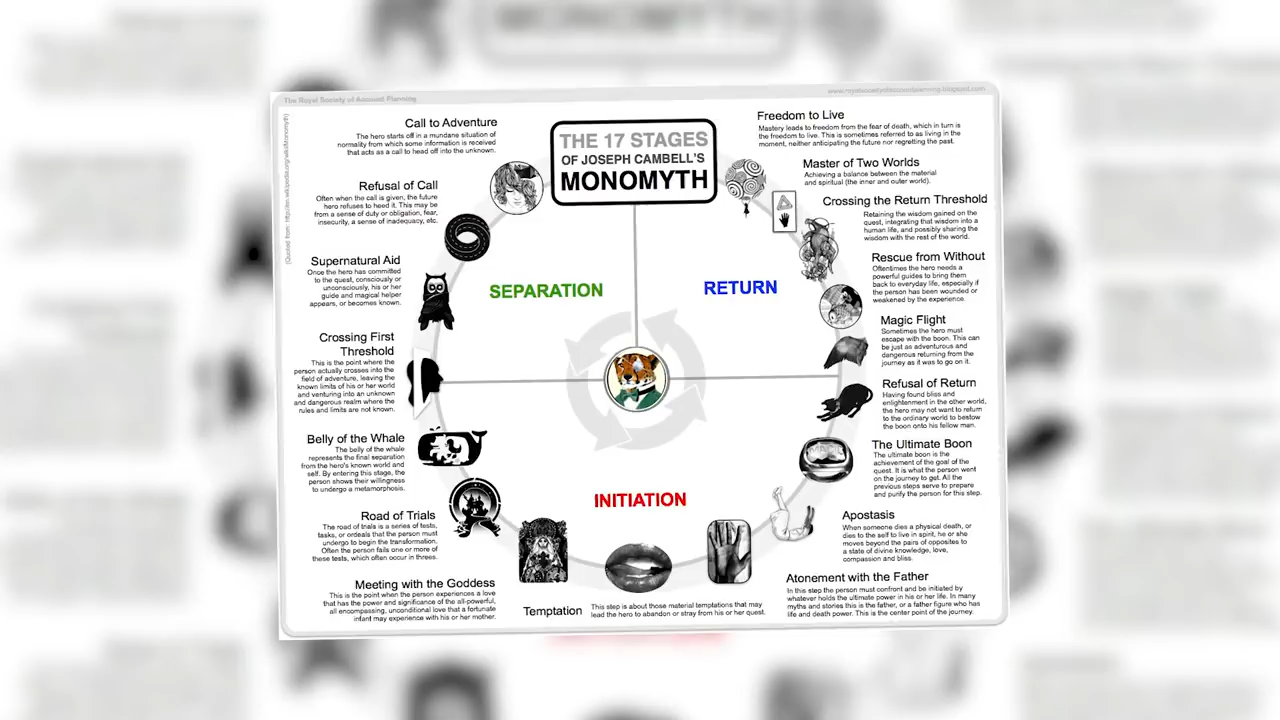 The Royal Society of Account Planning
www.royalsocietyofaccountplanning.blogspot.com
(Quoted from: http://en.wikipedia.org/wiki/Monomyth)
THE 17 STAGES
OF JOSEPH CAMBELL'S
MONOMYTH
Call to Adventure
The hero starts off in a mundane situation of
normality from which some information is received
that acts as a call to head off into the unknown.
Refusal of Call
Often when the call is given, the future
hero refuses to heed it. This may be
from a sense of duty or obligation, fear,
insecurity, a sense of inadequacy, etc.
Supernatural Aid
Once the hero has committed
to the quest, consciously or
unconsciously, his or her
guide and magical helper
appears, or becomes known.
Crossing First
Threshold
This is the point where the
person actually crosses into the
field of adventure, leaving the
known limits of his or her world
and venturing into an unknown
and dangerous realm where the
rules and limits are not known.
Belly of the Whale
The belly of the whale
represents the final separation
from the hero's known world and
self. By entering this stage, the
person shows their willingness
to undergo a metamorphosis.
Road of Trials
The road of trials is a series of tests,
tasks, or ordeals that the person must
undergo to begin the transformation.
Often the person fails one or more of
these tests, which often occur in threes.
Meeting with the Goddess
This is the point when the person experiences a love
that has the power and significance of the all-powerful,
all encompassing, unconditional love that a fortunate
infant may experience with his or her mother.
Temptation
This step is about those material temptations that may
lead the hero to abandon or stray from his or her quest.
SEPARATION
RETURN
INITIATION
Freedom to Live
Mastery leads to freedom from the fear of death, which in turn is
the freedom to live. This is sometimes referred to as living in the
moment, neither anticipating the future nor regretting the past.
Master of Two Worlds
Achieving a balance between the material
and spiritual (the inner and outer world).
Crossing the Return Threshold
Retaining the wisdom gained on the
quest, integrating that wisdom into a
human life, and possibly sharing the
wisdom with the rest of the world.
Rescue from Without
Oftentimes the hero needs a
powerful guides to bring them
back to everyday life, especially if
the person has been wounded or
weakened by the experience.
Magic Flight
Sometimes the hero must
escape with the boon. This can
be just as adventurous and
dangerous returning from the
journey as it was to go on it.
Refusal of Return
Having found bliss and
enlightenment in the other world,
the hero may not want to return
to the ordinary world to bestow
the boon onto his fellow man.
The Ultimate Boon
The ultimate boon is the
achievement of the goal of the
quest. It is what the person went
on the journey to get. All the
previous steps serve to prepare
and purify the person for this step.
Apostasis
When someone dies a physical death, or
dies to the self to live in spirit, he or she
moves beyond the pairs of opposites to
a state of divine knowledge, love,
compassion and bliss.
Atonement with the Father
In this step the person must confront and be initiated by
whatever holds the ultimate power in his or her life. In many
myths and stories this is the father, or a father figure who has
life and death power. This is the center point of the journey.